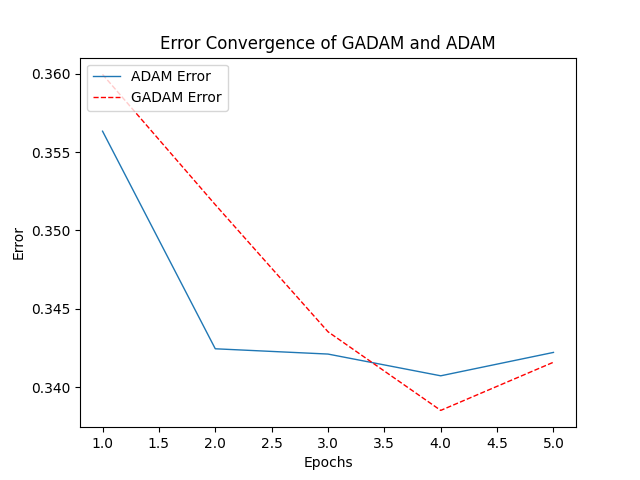 Error Convergence of GADAM and ADAM
ADAM Error
GADAM Error
0.360
0.355
0.350
0.345
0.340
Error
1.0 1.5 2.0 2.5 3.0 3.5 4.0 4.5 5.0
Epochs